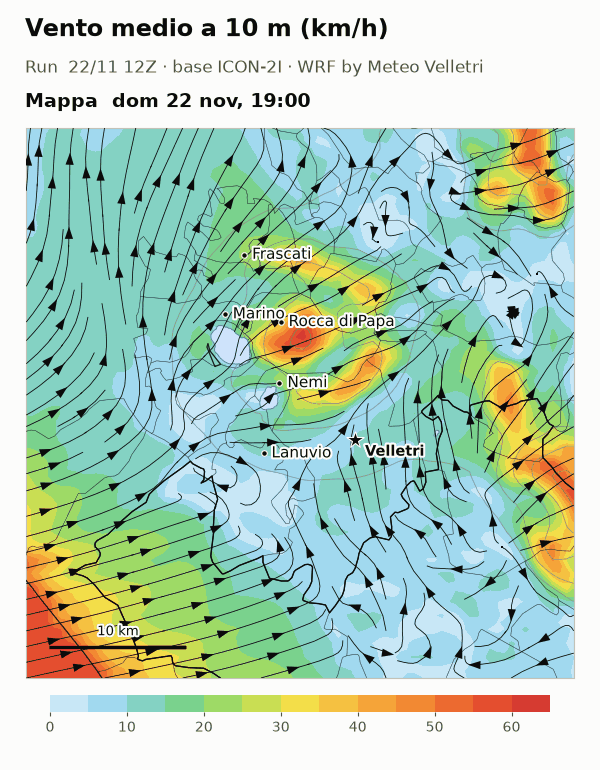 Vento medio a 10 m (km/h)
Run  22/11 12Z · base ICON-2I · WRF by Meteo Velletri
Mappa  dom 22 nov, 19:00
Frascati
Marino
Rocca di Papa
Nemi
Velletri
Lanuvio
10 km
0 10 20 30 40 50 60